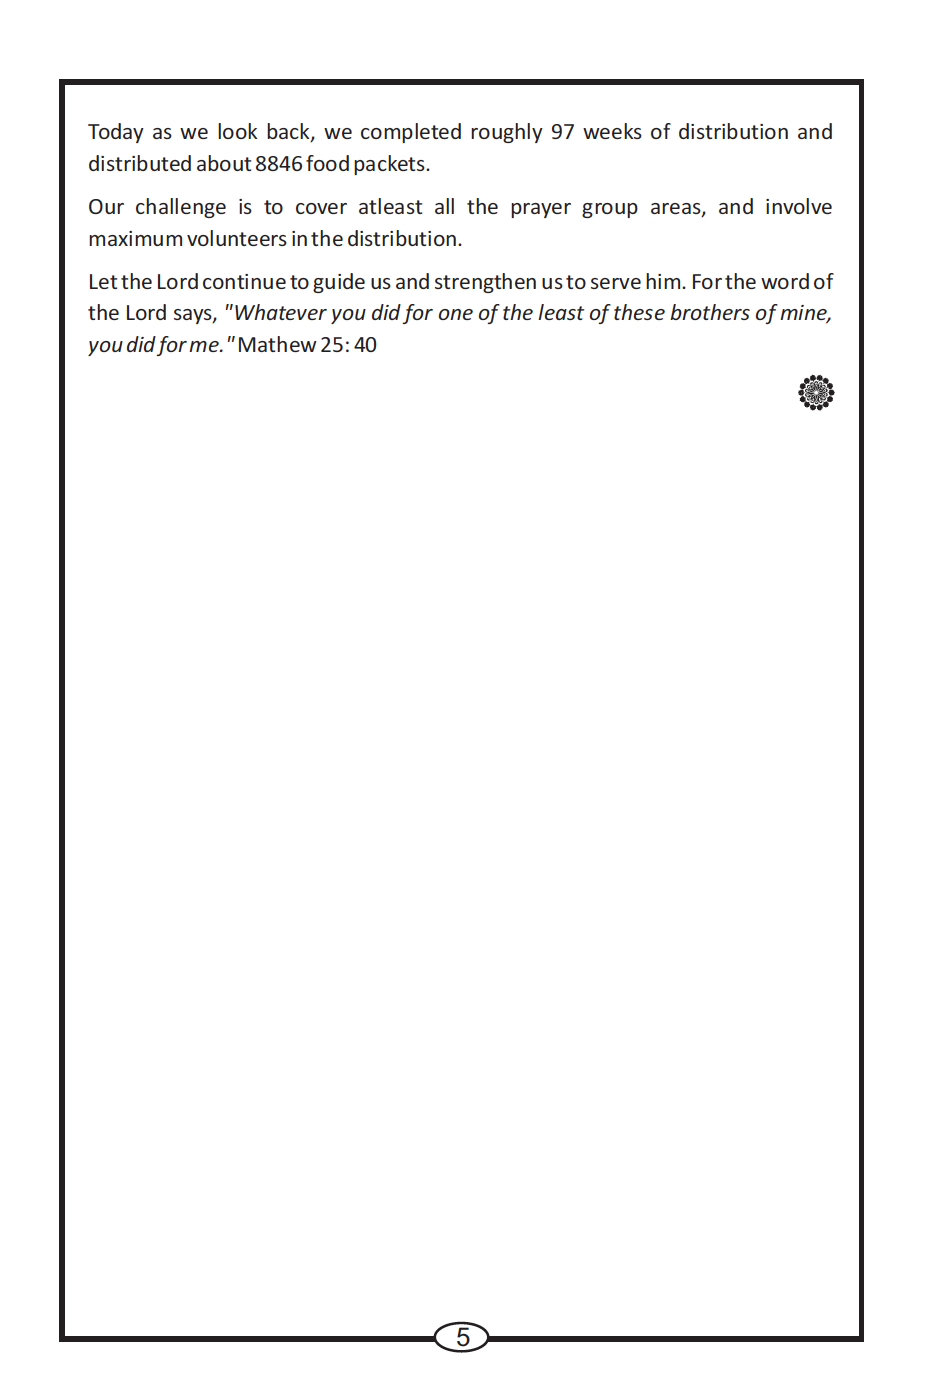 Today as we look back, we completed roughly 97 weeks of distribution and
distributed about 8846 food packets.
Our challenge is to cover atleast all the prayer group areas, and involve
maximum volunteers in the distribution.
Let the Lord continue to guide us and strengthen us to serve him. For the word of
the Lord says, "Whatever you did for one of the least of these brothers of mine,
you did for me." Mathew 25: 40
5